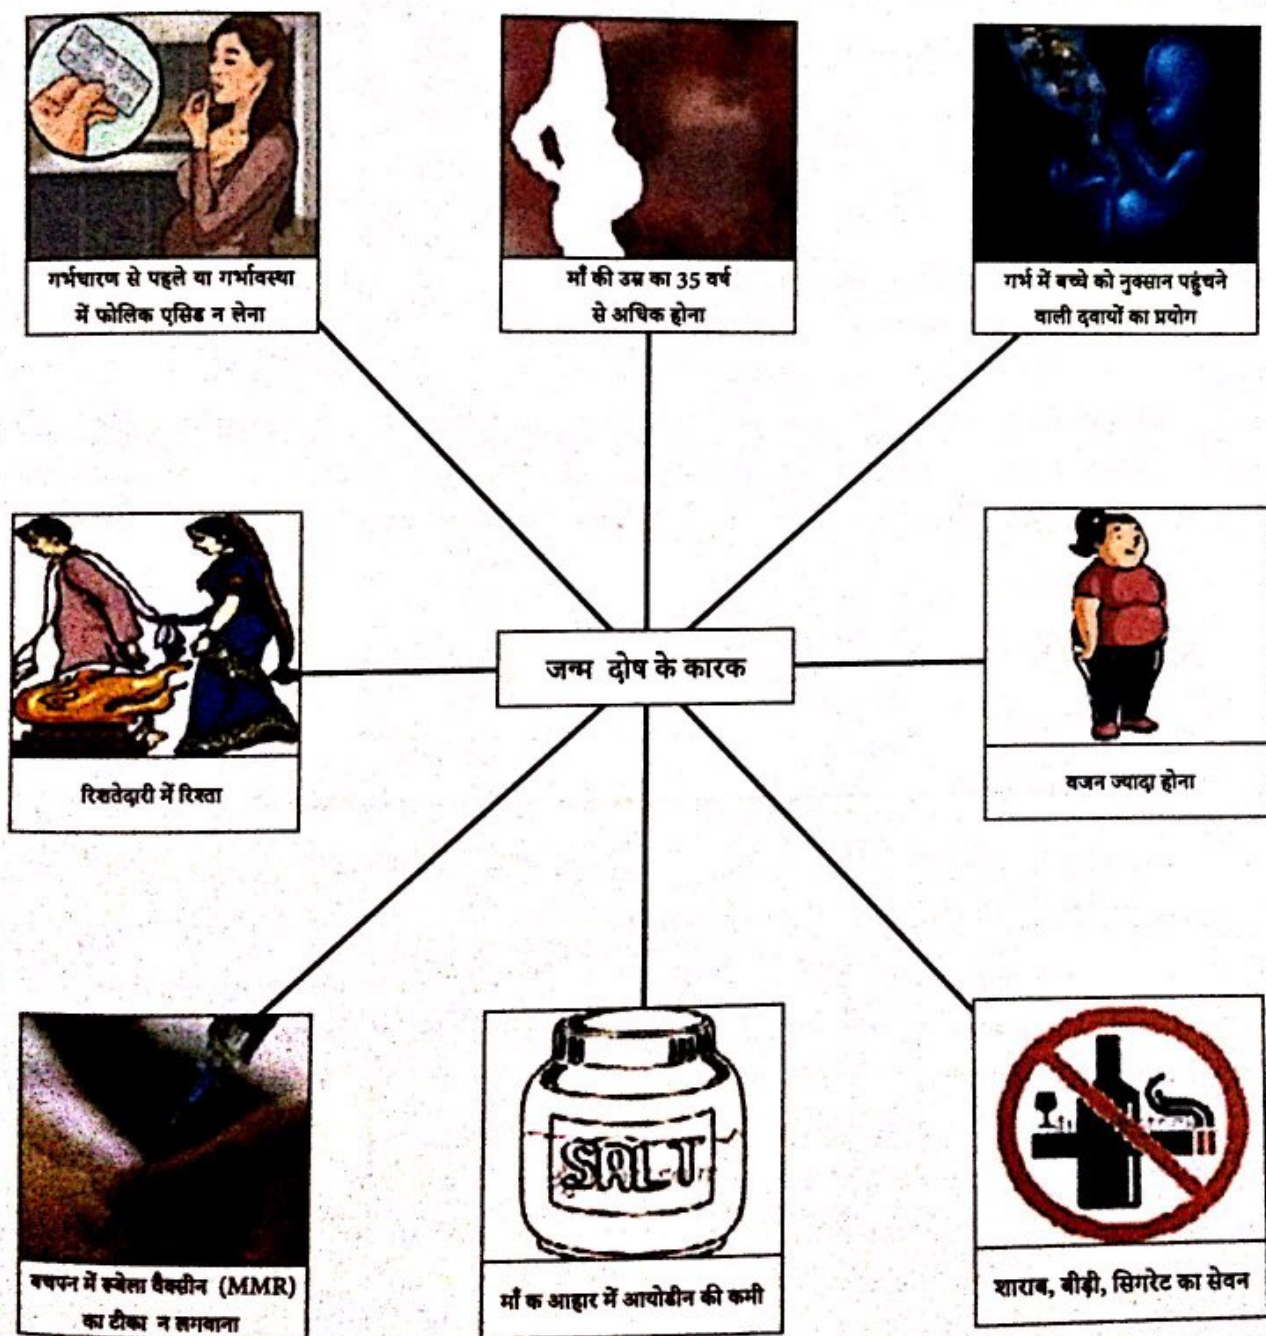 गर्भधारण से पहले या गर्भावस्था
में फोलिक एसिड न लेना
माँ की उम्र का 35 वर्ष
से अधिक होना
गर्भ में बच्चे को नुक्सान पहुंचने
वाली दवायों का प्रयोग
जन्म दोष के कारक
रिशतेदारी में रिश्ता
वजन ज्यादा होना
बचपन में रूबेला वैक्सीन (MMR)
का टीका न लगवाना
SALT
माँ क आहार में आयोडीन की कमी
शाराब, बीड़ी, सिगरेट का सेवन